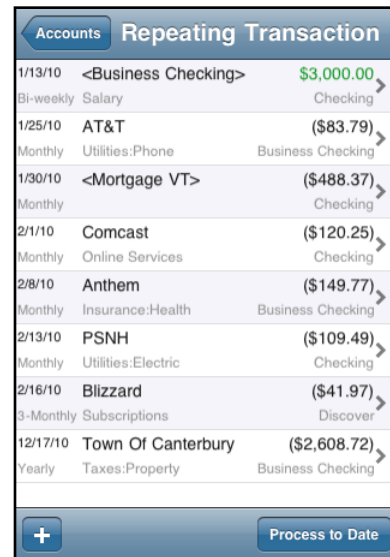 Accounts Repeating Transaction
1/13/10 <Business Checking> $3,000.00
Bi-weekly Salary Checking
1/25/10 AT&T ($83.79)
Monthly Utilities:Phone Business Checking
1/30/10 <Mortgage VT> ($488.37)
Monthly Checking
2/1/10 Comcast ($120.25)
Monthly Online Services Checking
2/8/10 Anthem ($149.77)
Monthly Insurance:Health Business Checking
2/13/10 PSNH ($109.49)
Monthly Utilities:Electric Checking
2/16/10 Blizzard ($41.97)
3-Monthly Subscriptions Discover
12/17/10 Town Of Canterbury ($2,608.72)
Yearly Taxes:Property Business Checking
+ Process to Date